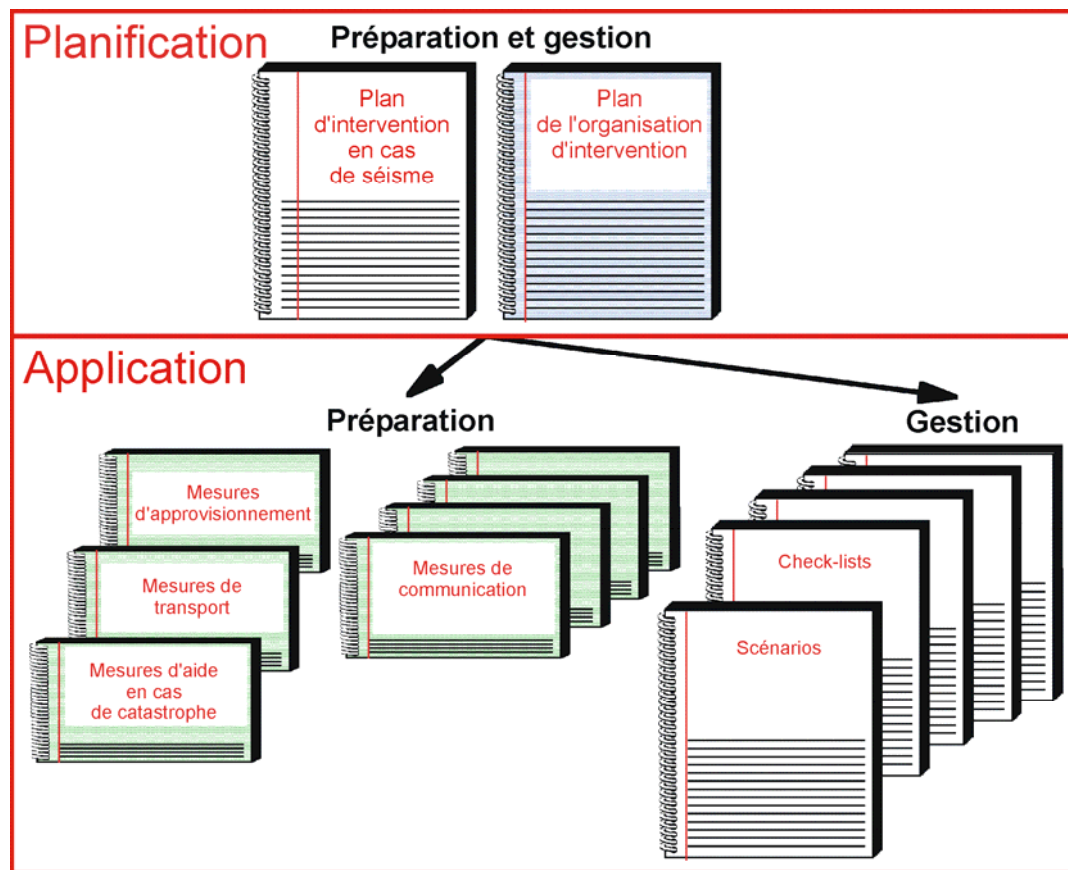 Planification
Préparation et gestion
Plan
d'intervention
en cas
de séisme
Plan
de l'organisation
d'intervention
Application
Préparation
Gestion
Mesures
d'approvisionnement
Mesures de
transport
Mesures d'aide
en cas
de catastrophe
Mesures de
communication
Check-lists
Scénarios